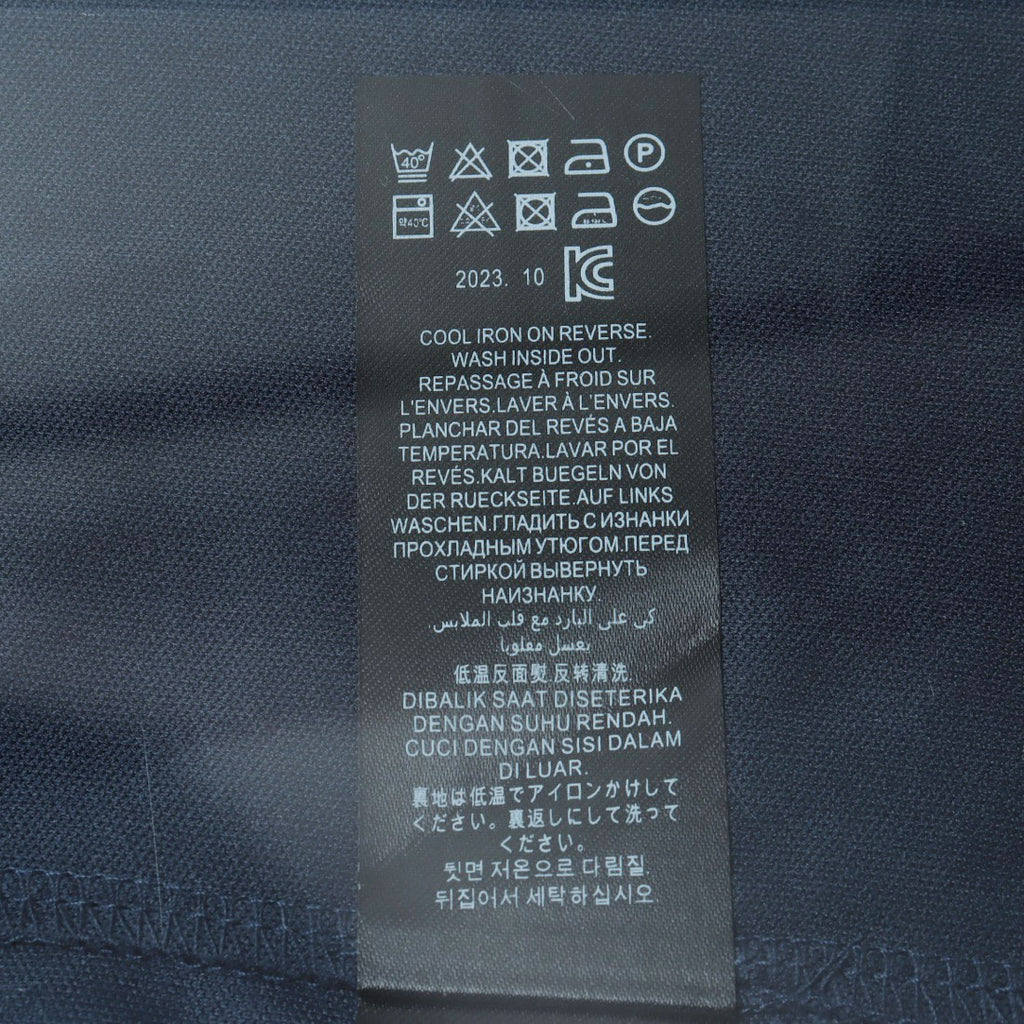 40°
P
약40℃
2023. 10
COOL IRON ON REVERSE.
WASH INSIDE OUT.
REPASSAGE À FROID SUR
L'ENVERS.LAVER À L'ENVERS.
PLANCHAR DEL REVÉS A BAJA
TEMPERATURA.LAVAR POR EL
REVÉS.KALT BUEGELN VON
DER RUECKSEITE.AUF LINKS
WASCHEN.ГЛАДИТЬ С ИЗНАНКИ
ПРОХЛАДНЫМ УТЮГОМ.ПЕРЕД
СТИРКОЙ ВЫВЕРНУТЬ
НАИЗНАНКУ.
كي على البارد مع قلب الملابس.
يغسل مقلوبا
低温反面熨.反转清洗.
DIBALIK SAAT DISETERIKA
DENGAN SUHU RENDAH.
CUCI DENGAN SISI DALAM
DI LUAR.
裏地は低温でアイロンかけして
ください。裏返しにして洗って
ください。
뒷면 저온으로 다림질.
뒤집어서 세탁하십시오.